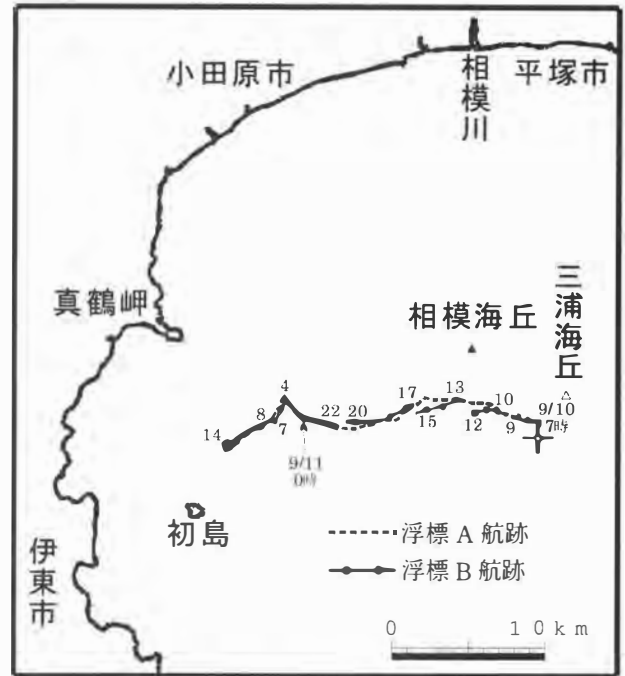 小田原市
相模川
平塚市
真鶴岬
相模海丘
三浦海丘
4
8
7
14
9/11
0時
22
20
17
15
13
12
10
9
9/10
7時
初島
伊東市
浮標 A 航跡
浮標 B 航跡
0 10km